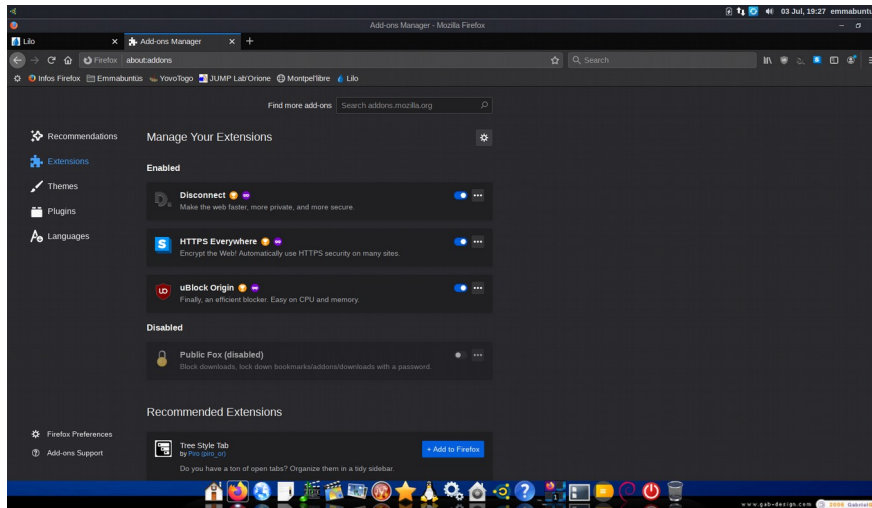 03 Jul, 19:27 emmabuntu
Add-ons Manager - Mozilla Firefox
Lilo
Add-ons Manager
Firefox
about:addons
Search
Infos Firefox
Emmabuntüs
YovoTogo
JUMP Lab'Orione
Montpel'libre
Lilo
Find more add-ons
Search addons.mozilla.org
Recommendations
Extensions
Themes
Plugins
Languages
Manage Your Extensions
Enabled
Disconnect
Make the web faster, more private, and more secure.
HTTPS Everywhere
Encrypt the Web! Automatically use HTTPS security on many sites.
uBlock Origin
Finally, an efficient blocker. Easy on CPU and memory.
Disabled
Public Fox (disabled)
Block downloads, lock down bookmarks/addons/downloads with a password.
Recommended Extensions
Tree Style Tab
by Piro (piro_or)
+ Add to Firefox
Do you have a ton of open tabs? Organize them in a tidy sidebar.
Firefox Preferences
Add-ons Support
www.gab-design.com